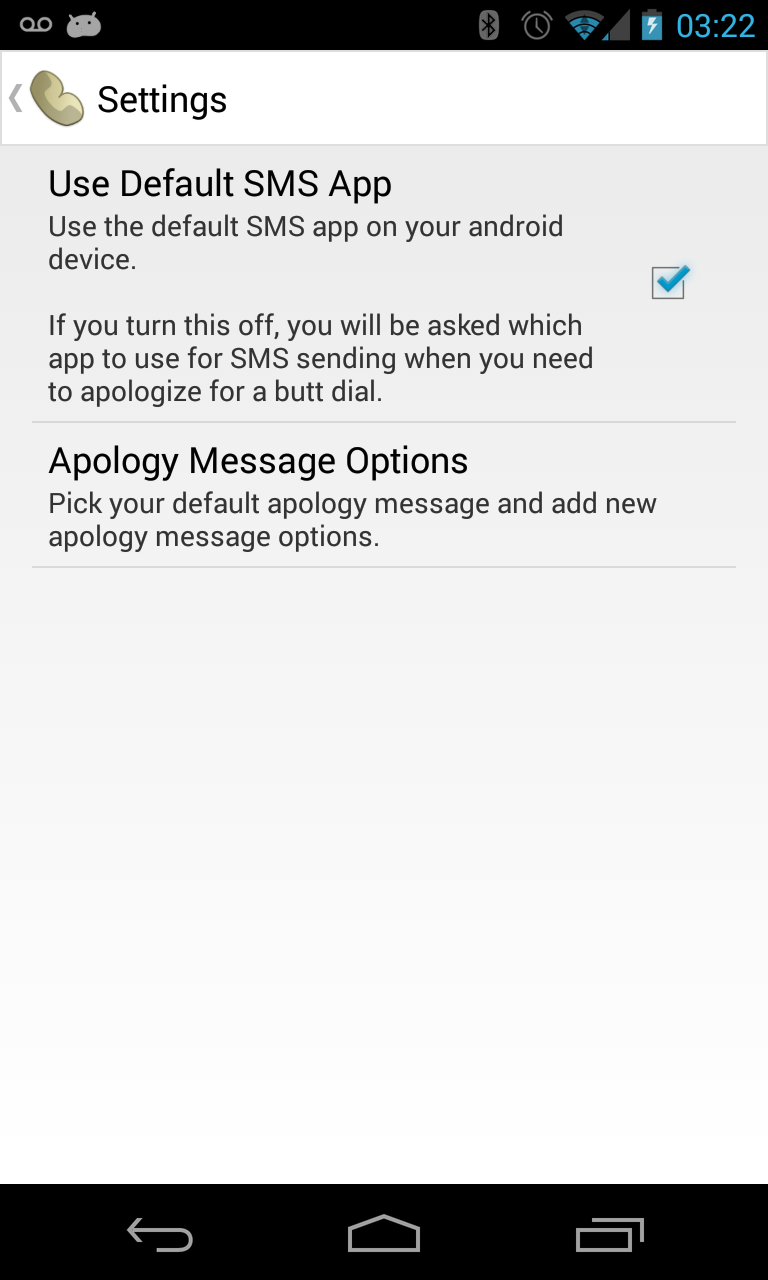 03:22
Settings
Use Default SMS App
Use the default SMS app on your android
device.
If you turn this off, you will be asked which
app to use for SMS sending when you need
to apologize for a butt dial.
Apology Message Options
Pick your default apology message and add new
apology message options.